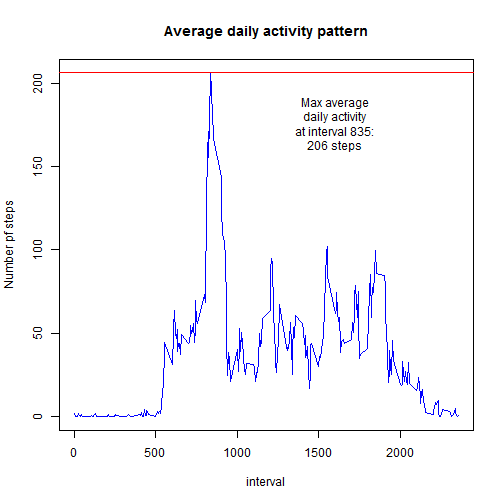 Average daily activity pattern
Number pf steps
200
150
100
50
0
Max average
daily activity
at interval 835:
206 steps
0 500 1000 1500 2000
interval